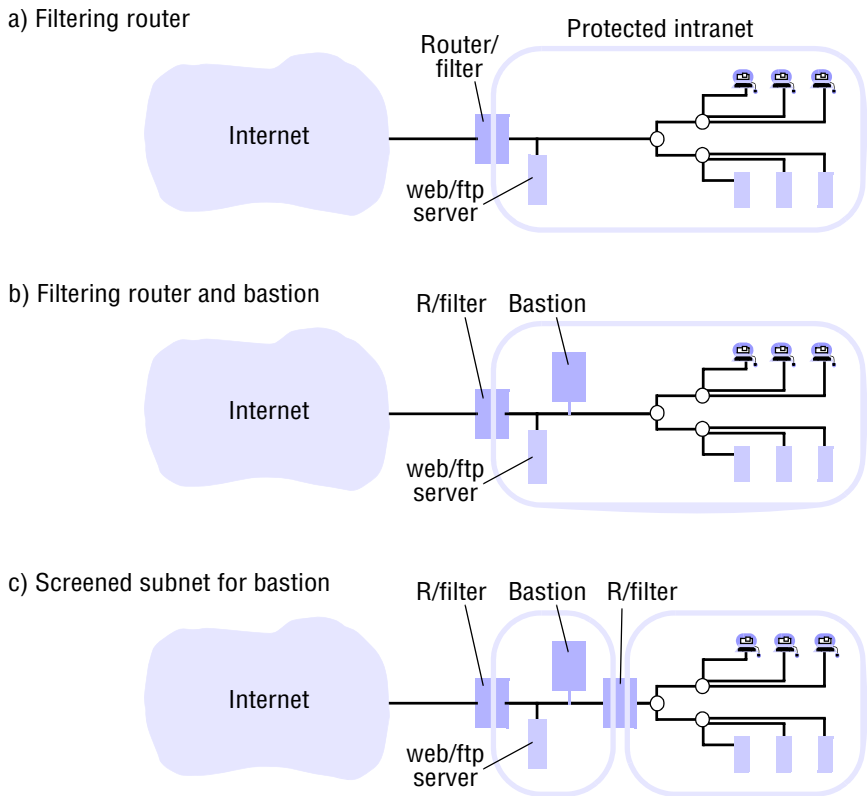 a) Filtering router
Protected intranet
Router/
filter
Internet
web/ftp
server
b) Filtering router and bastion
R/filter
Bastion
Internet
web/ftp
server
c) Screened subnet for bastion
R/filter
Bastion
R/filter
Internet
web/ftp
server